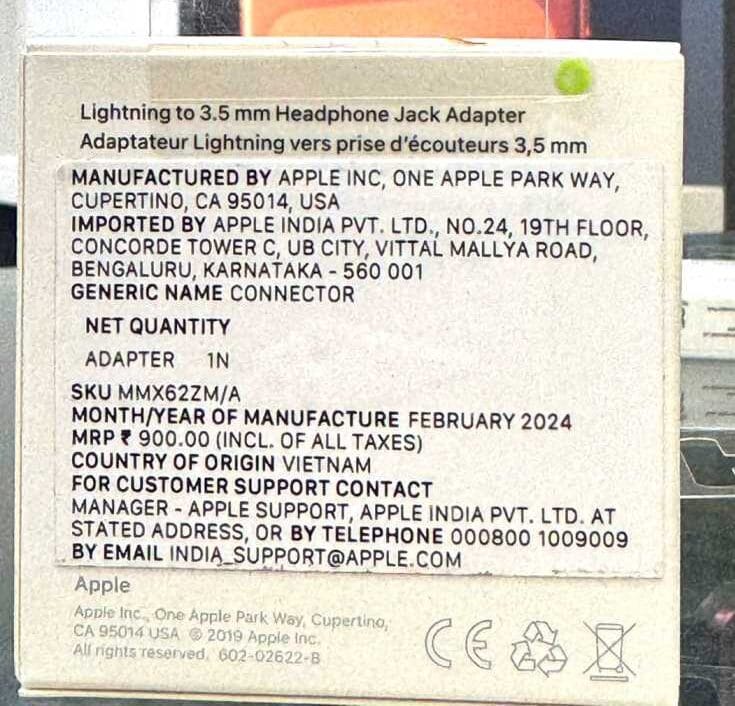 Lightning to 3.5 mm Headphone Jack Adapter
Adaptateur Lightning vers prise d'écouteurs 3,5 mm
MANUFACTURED BY APPLE INC, ONE APPLE PARK WAY,
CUPERTINO, CA 95014, USA
IMPORTED BY APPLE INDIA PVT. LTD., NO.24, 19TH FLOOR,
CONCORDE TOWER C, UB CITY, VITTAL MALLYA ROAD,
BENGALURU, KARNATAKA - 560 001
GENERIC NAME CONNECTOR
NET QUANTITY
ADAPTER 1N
SKU MMX62ZM/A
MONTH/YEAR OF MANUFACTURE FEBRUARY 2024
MRP ₹ 900.00 (INCL. OF ALL TAXES)
COUNTRY OF ORIGIN VIETNAM
FOR CUSTOMER SUPPORT CONTACT
MANAGER - APPLE SUPPORT, APPLE INDIA PVT. LTD. AT
STATED ADDRESS, OR BY TELEPHONE 000800 1009009
BY EMAIL INDIA_SUPPORT@APPLE.COM
Apple
Apple Inc., One Apple Park Way, Cupertino,
CA 95014 USA © 2019 Apple Inc.
All rights reserved. 602-02622-B
CE